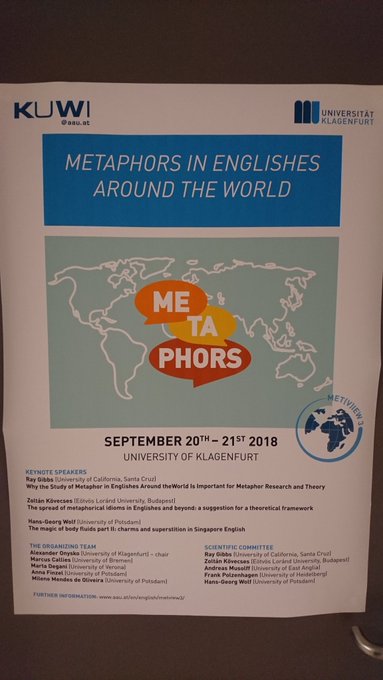 KUWI
@aau.at
UNIVERSITÄT
KLAGENFURT
METAPHORS IN ENGLISHES
AROUND THE WORLD
ME
TA
PHORS
MET(V)IEW 3
SEPTEMBER 20TH – 21ST 2018
UNIVERSITY OF KLAGENFURT
KEYNOTE SPEAKERS
Ray Gibbs (University of California, Santa Cruz)
Why the Study of Metaphor in Englishes Around theWorld Is Important for Metaphor Research and Theory
Zoltán Kövecses (Eötvös Loránd University, Budapest)
The spread of metaphorical idioms in Englishes and beyond: a suggestion for a theoretical framework
Hans-Georg Wolf (University of Potsdam)
The magic of body fluids part II: charms and superstition in Singapore English
THE ORGANIZING TEAM
Alexander Onysko (University of Klagenfurt) – chair
Marcus Callies (University of Bremen)
Marta Degani (University of Verona)
Anna Finzel (University of Potsdam)
Milene Mendes de Oliveira (University of Potsdam)
SCIENTIFIC COMMITTEE
Ray Gibbs (University of California, Santa Cruz)
Zoltán Kövecses (Eötvös Loránd University, Budapest)
Andreas Musolff (University of East Anglia)
Frank Polzenhagen (University of Heidelberg)
Hans-Georg Wolf (University of Potsdam)
FURTHER INFORMATION: www.aau.at/en/english/metview3/